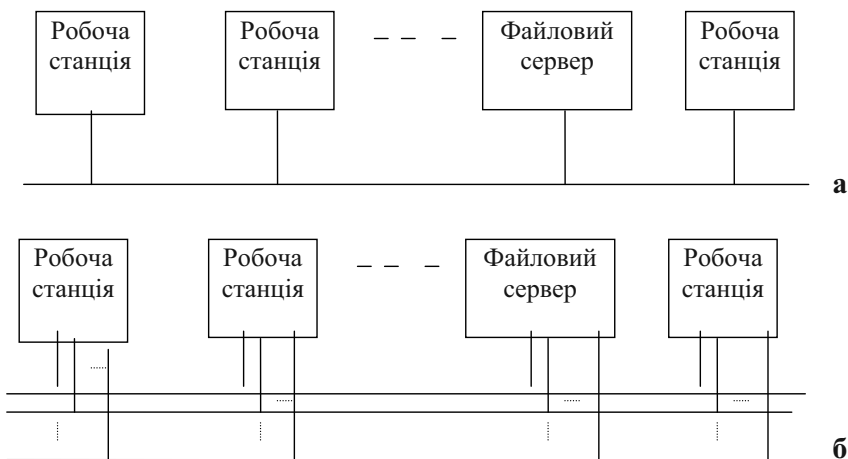 Робоча
станція
Робоча
станція
Файловий
сервер
Робоча
станція
а
Робоча
станція
Робоча
станція
Файловий
сервер
Робоча
станція
б